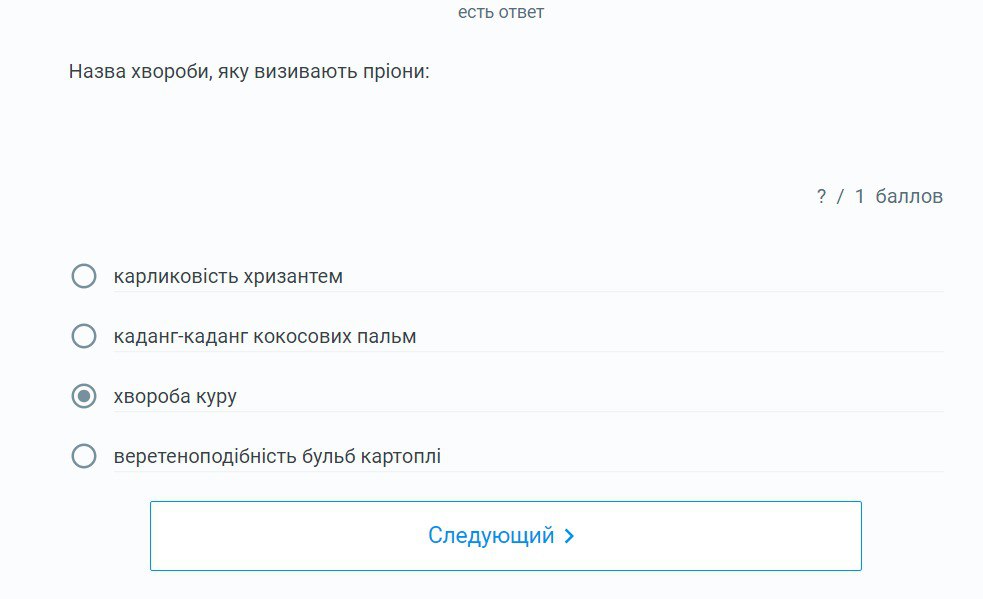 есть ответ
Назва хвороби, яку визивають пріони:
? / 1 баллов
карликовість хризантем
каданг-каданг кокосових пальм
хвороба куру
веретеноподібність бульб картоплі
Следующий